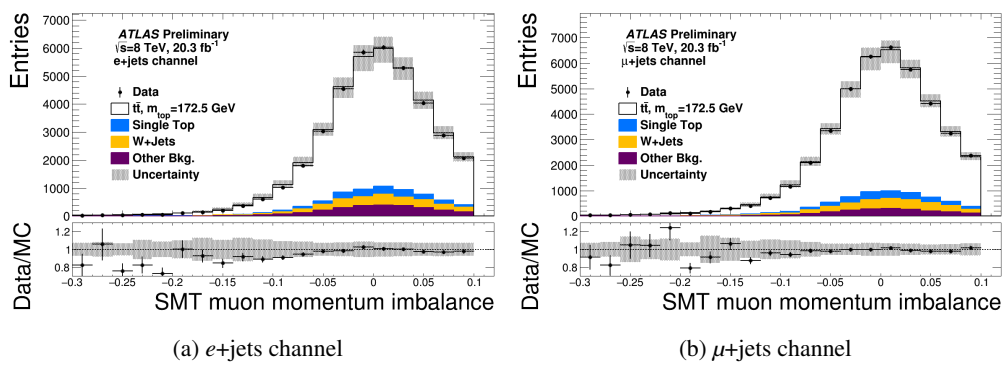 Entries
7000
6000
5000
4000
3000
2000
1000
0
ATLAS Preliminary
√s=8 TeV, 20.3 fb⁻¹
e+jets channel
Data
tt̄, m_top=172.5 GeV
Single Top
W+Jets
Other Bkg.
Uncertainty
Data/MC
1.2
1
0.8
−0.3 −0.25 −0.2 −0.15 −0.1 −0.05 0 0.05 0.1
SMT muon momentum imbalance
(a) e+jets channel
Entries
7000
6000
5000
4000
3000
2000
1000
0
ATLAS Preliminary
√s=8 TeV, 20.3 fb⁻¹
μ+jets channel
Data
tt̄, m_top=172.5 GeV
Single Top
W+Jets
Other Bkg.
Uncertainty
Data/MC
1.2
1
0.8
−0.3 −0.25 −0.2 −0.15 −0.1 −0.05 0 0.05 0.1
SMT muon momentum imbalance
(b) μ+jets channel